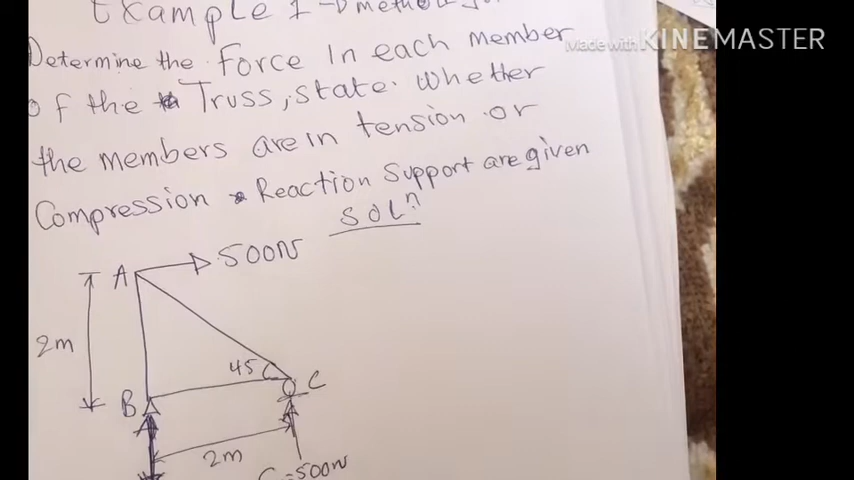 Example 1
Determine the Force In each member
of the Truss, state. Whether
the members are in tension or
Compression Reaction Support are given
SOLn
A 500N
2m
45 C
B
2m
C=500N
Made with KINEMASTER